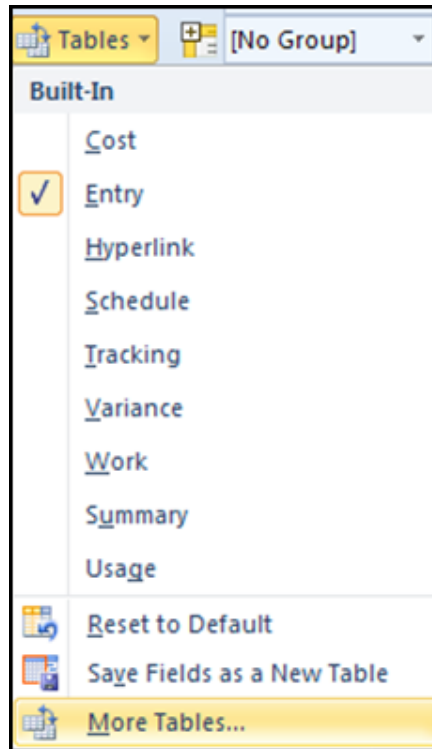 Tables [No Group]
Built-In
Cost
Entry
Hyperlink
Schedule
Tracking
Variance
Work
Summary
Usage
Reset to Default
Save Fields as a New Table
More Tables...